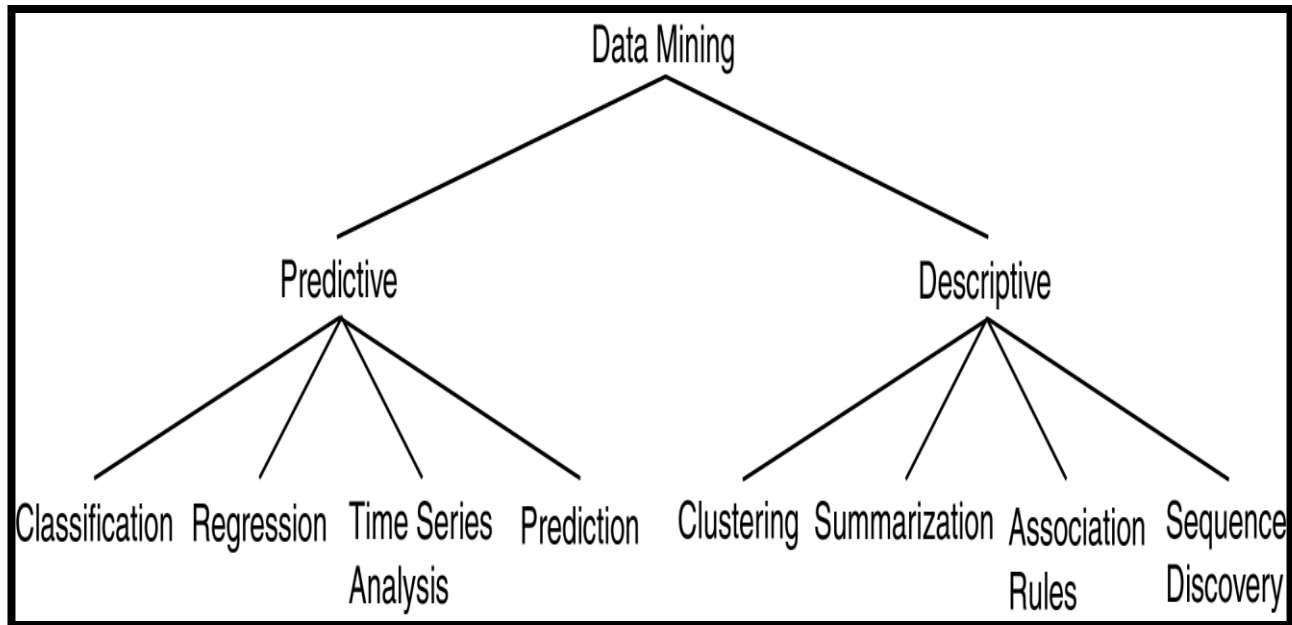 Data Mining
Predictive
Descriptive
Classification
Regression
Time Series
Analysis
Prediction
Clustering
Summarization
Association
Rules
Sequence
Discovery